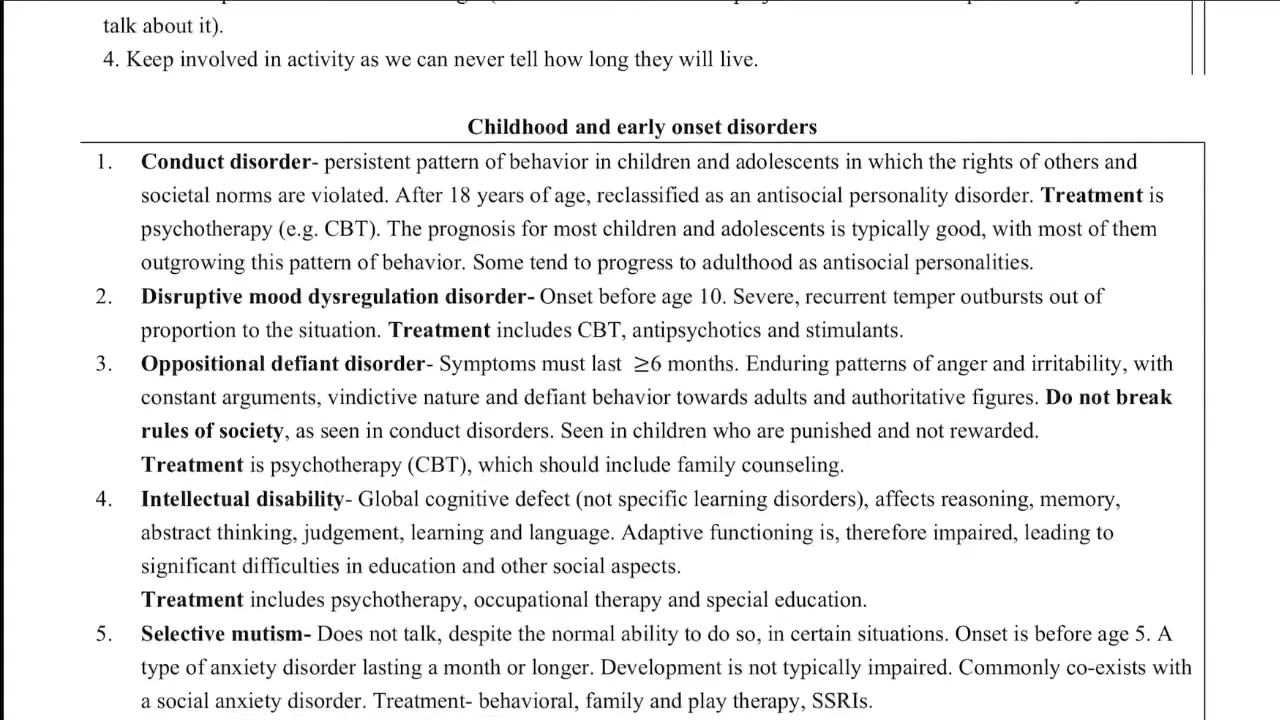 talk about it).
4. Keep involved in activity as we can never tell how long they will live.
Childhood and early onset disorders
1. Conduct disorder- persistent pattern of behavior in children and adolescents in which the rights of others and
societal norms are violated. After 18 years of age, reclassified as an antisocial personality disorder. Treatment is
psychotherapy (e.g. CBT). The prognosis for most children and adolescents is typically good, with most of them
outgrowing this pattern of behavior. Some tend to progress to adulthood as antisocial personalities.
2. Disruptive mood dysregulation disorder- Onset before age 10. Severe, recurrent temper outbursts out of
proportion to the situation. Treatment includes CBT, antipsychotics and stimulants.
3. Oppositional defiant disorder- Symptoms must last ≥6 months. Enduring patterns of anger and irritability, with
constant arguments, vindictive nature and defiant behavior towards adults and authoritative figures. Do not break
rules of society, as seen in conduct disorders. Seen in children who are punished and not rewarded.
Treatment is psychotherapy (CBT), which should include family counseling.
4. Intellectual disability- Global cognitive defect (not specific learning disorders), affects reasoning, memory,
abstract thinking, judgement, learning and language. Adaptive functioning is, therefore impaired, leading to
significant difficulties in education and other social aspects.
Treatment includes psychotherapy, occupational therapy and special education.
5. Selective mutism- Does not talk, despite the normal ability to do so, in certain situations. Onset is before age 5. A
type of anxiety disorder lasting a month or longer. Development is not typically impaired. Commonly co-exists with
a social anxiety disorder. Treatment- behavioral, family and play therapy, SSRIs.